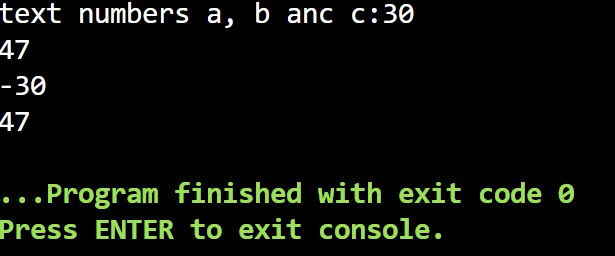 text numbers a, b anc c:30
47
-30
47
...Program finished with exit code 0
Press ENTER to exit console.